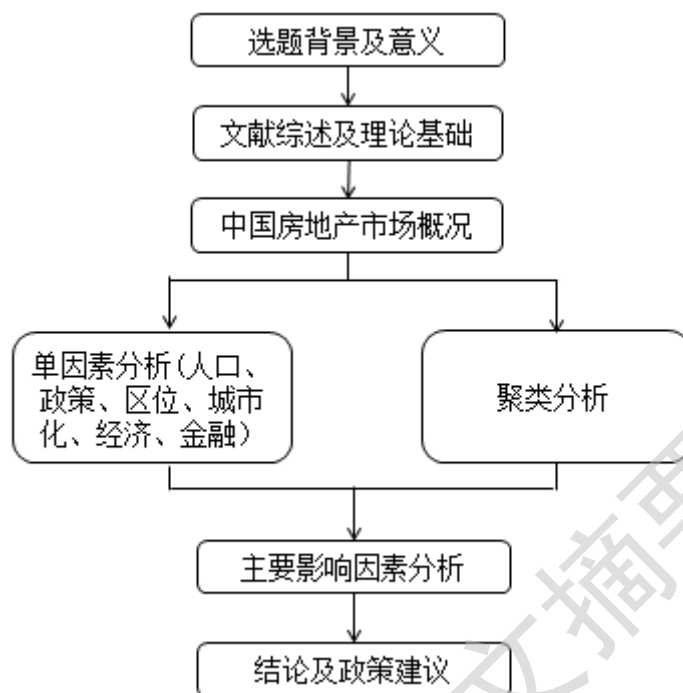 选题背景及意义
文献综述及理论基础
中国房地产市场概况
单因素分析(人口、
政策、区位、城市
化、经济、金融)
聚类分析
主要影响因素分析
结论及政策建议
文摘要